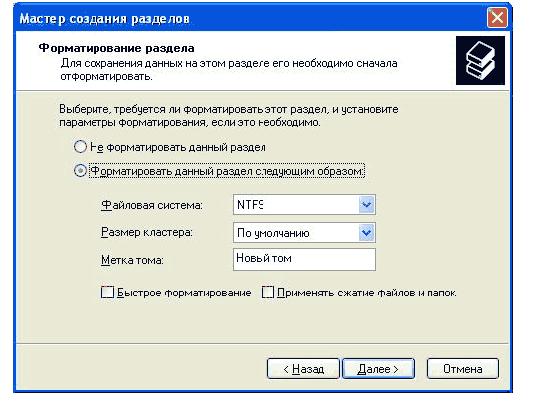 Мастер создания разделов
Форматирование раздела
Для сохранения данных на этом разделе его необходимо сначала
отформатировать.
Выберите, требуется ли форматировать этот раздел, и установите
параметры форматирования, если это необходимо.
Не форматировать данный раздел
Форматировать данный раздел следующим образом:
Файловая система: NTFS
Размер кластера: По умолчанию
Метка тома: Новый том
Быстрое форматирование Применять сжатие файлов и папок.
< Назад Далее > Отмена